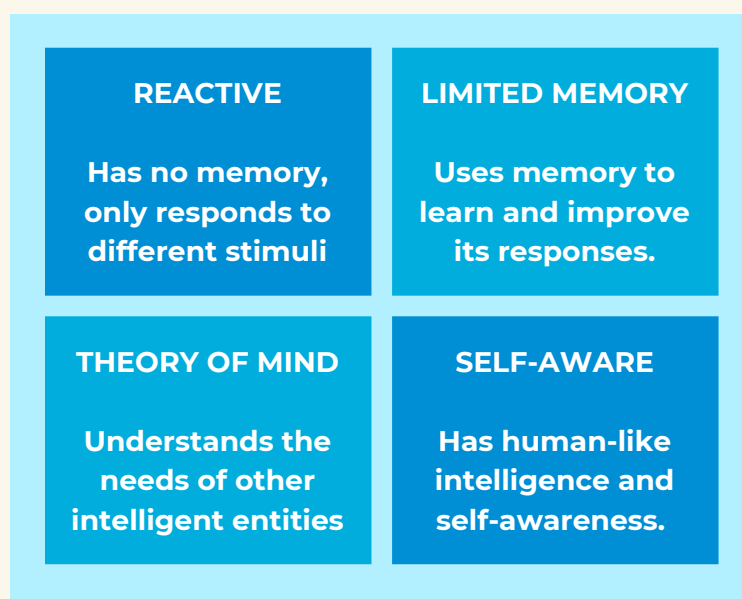 REACTIVE
Has no memory,
only responds to
different stimuli
LIMITED MEMORY
Uses memory to
learn and improve
its responses.
THEORY OF MIND
Understands the
needs of other
intelligent entities
SELF-AWARE
Has human-like
intelligence and
self-awareness.